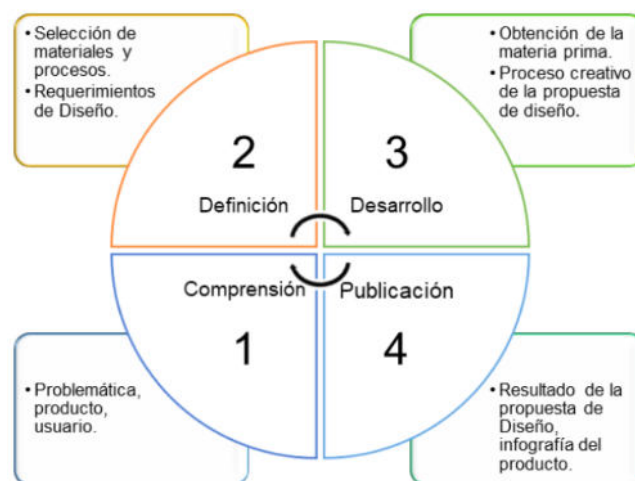 • Selección de
materiales y
procesos.
• Requerimientos
de Diseño.
• Obtención de la
materia prima.
• Proceso creativo
de la propuesta
de diseño.
2
Definición
3
Desarrollo
Comprensión
1
Publicación
4
• Problemática,
producto,
usuario.
• Resultado de la
propuesta de
Diseño,
infografía del
producto.